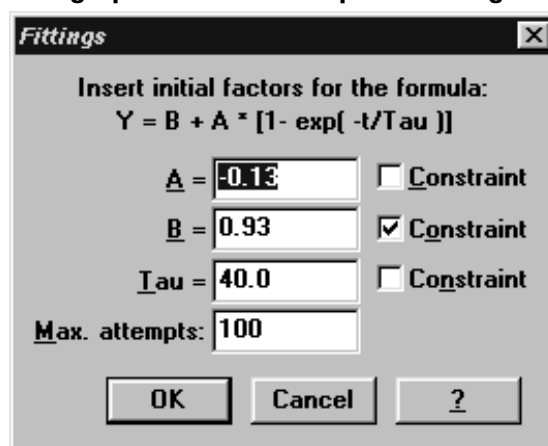 Fittings
Insert initial factors for the formula:
Y = B + A * [1- exp( -t/Tau )]
A = -0.13 Constraint
B = 0.93 Constraint
Tau = 40.0 Constraint
Max. attempts: 100
OK Cancel ?